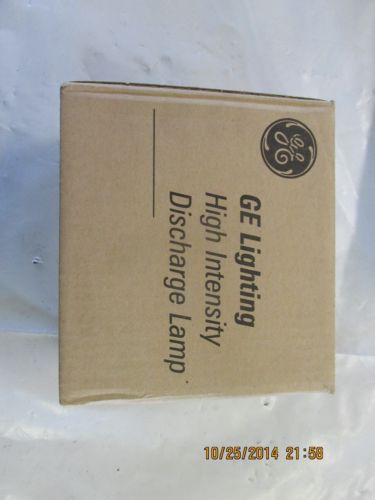 GE
GE Lighting
High Intensity
Discharge Lamp
10/25/2014 21:58